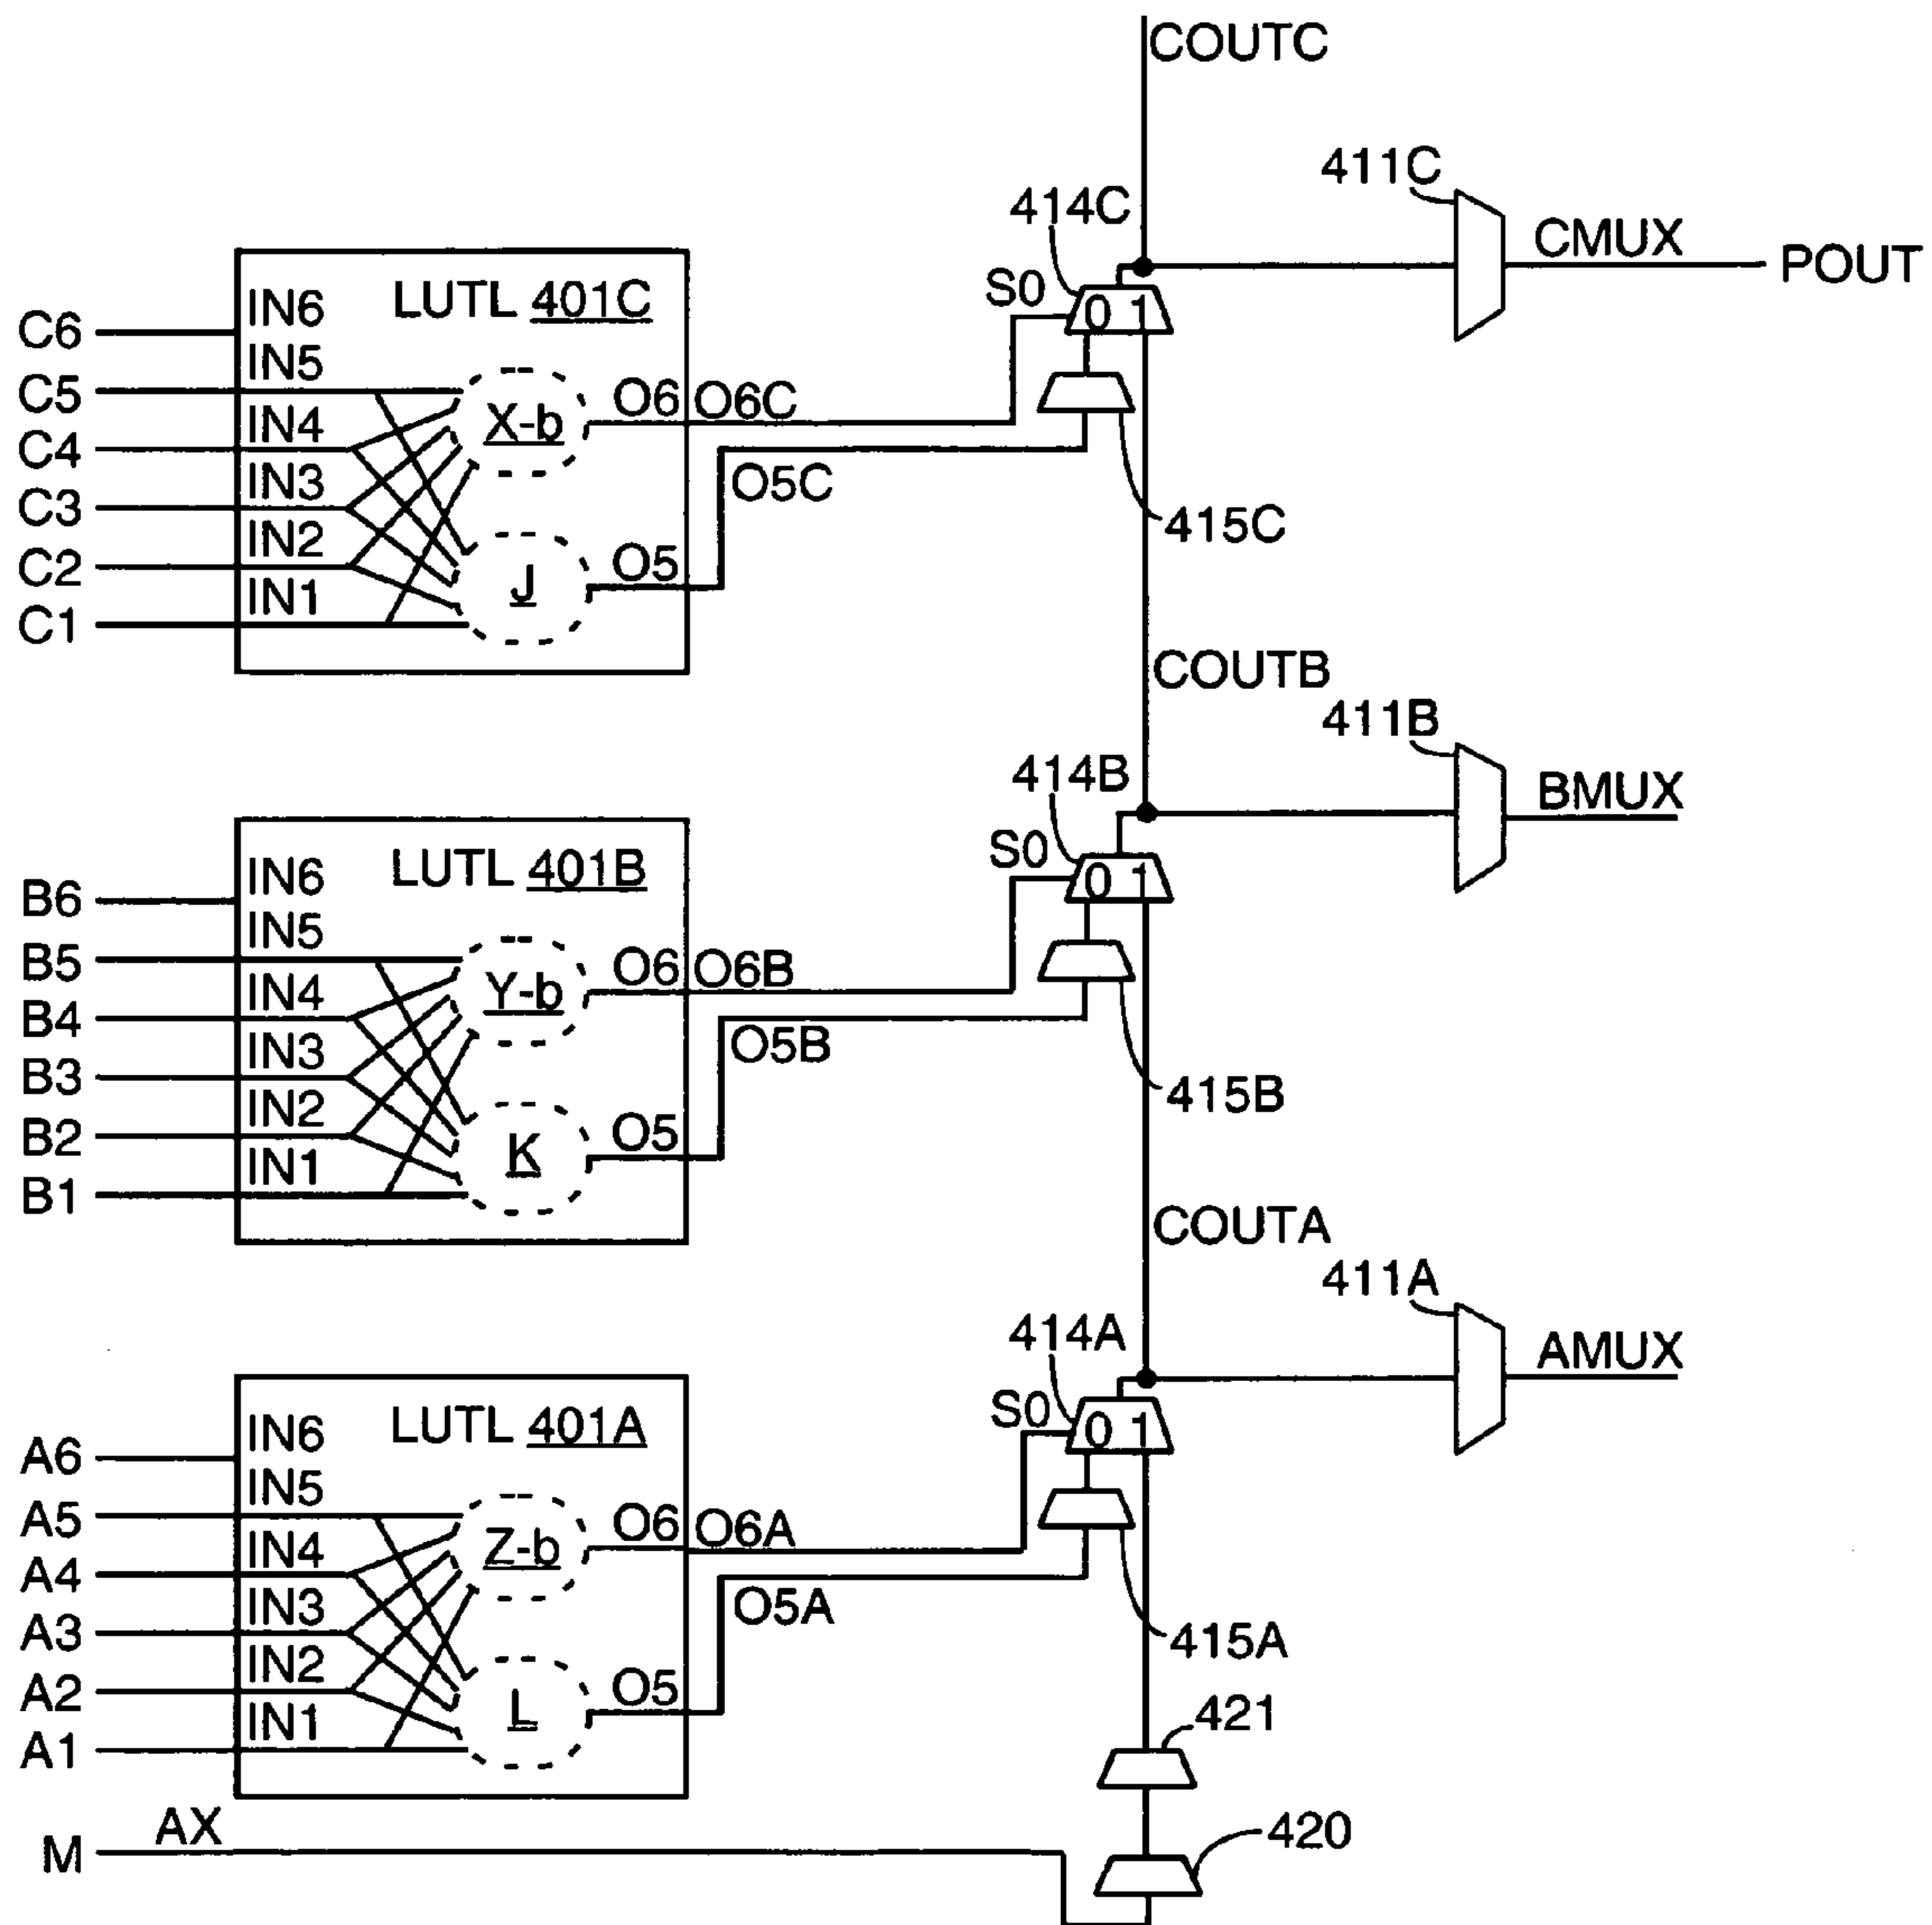 COUTC
411C
414C
CMUX
POUT
S0
0 1
LUTL 401C
C6 IN6
C5 IN5
C4 IN4
C3 IN3
C2 IN2
C1 IN1
X-b
O6 O6C
J
O5
O5C
415C
COUTB
411B
414B
BMUX
S0
0 1
LUTL 401B
B6 IN6
B5 IN5
B4 IN4
B3 IN3
B2 IN2
B1 IN1
Y-b
O6 O6B
K
O5
O5B
415B
COUTA
411A
414A
AMUX
S0
0 1
LUTL 401A
A6 IN6
A5 IN5
A4 IN4
A3 IN3
A2 IN2
A1 IN1
Z-b
O6 O6A
L
O5
O5A
415A
421
M AX
420